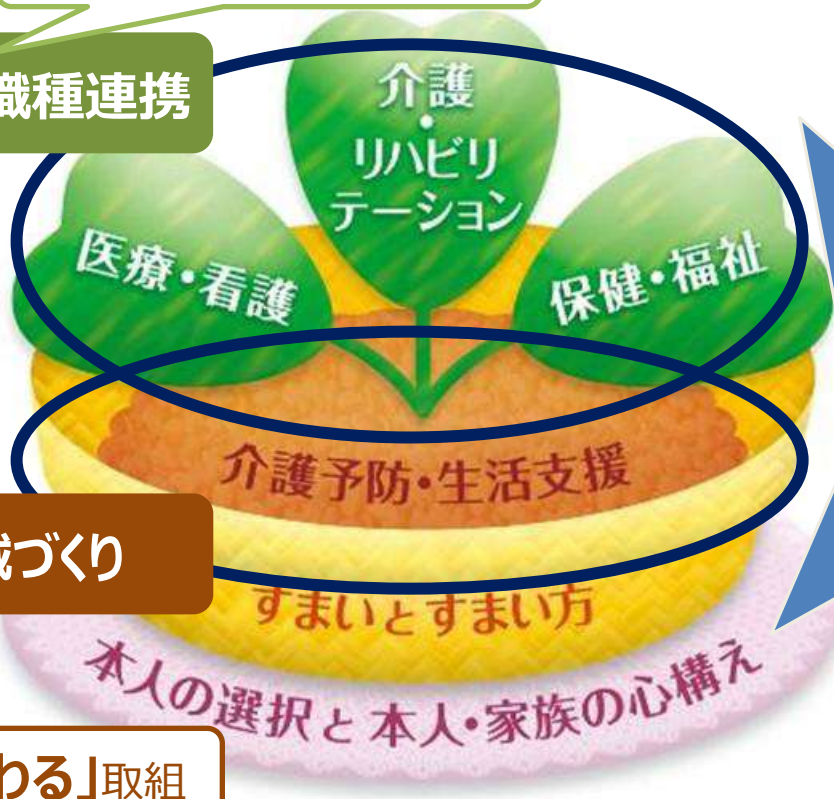 職種連携
介護
・
リハビリ
テーション
医療・看護
保健・福祉
介護予防・生活支援
域づくり
すまいとすまい方
本人の選択と本人・家族の心構え
わる」取組